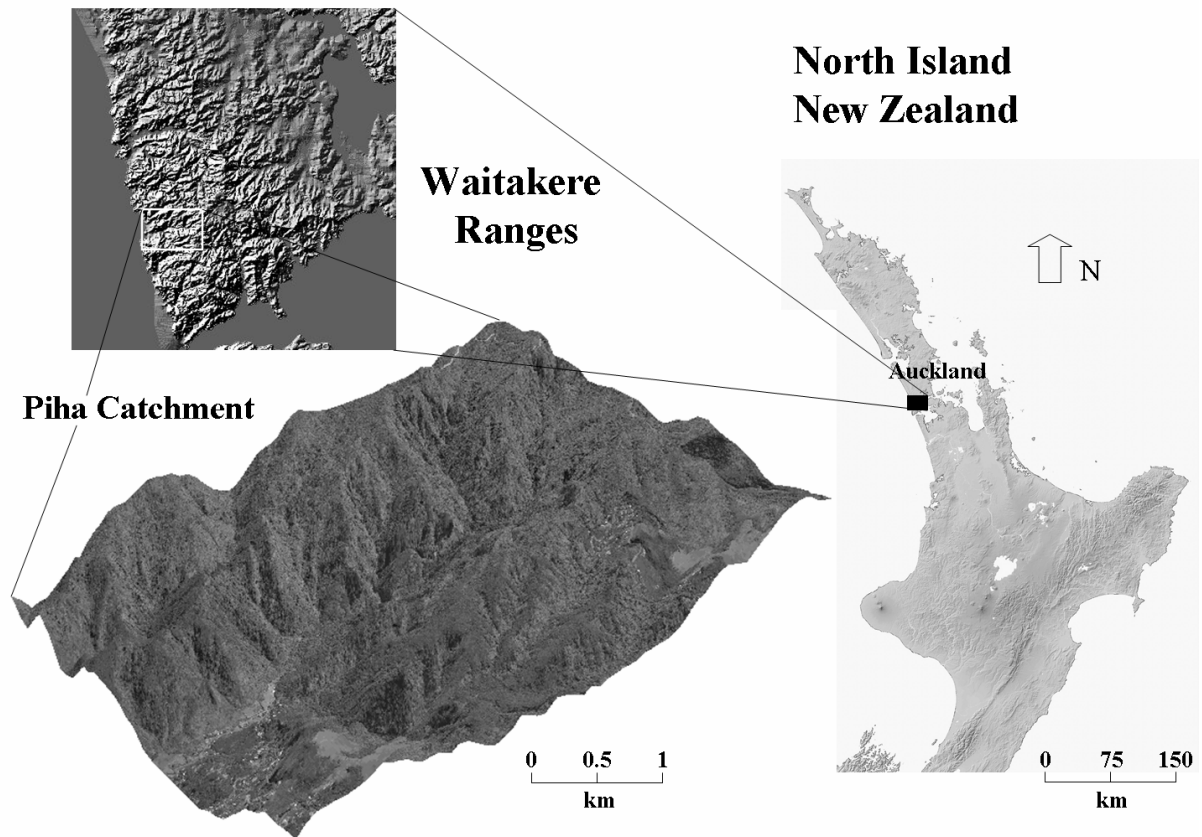 North Island
New Zealand
Waitakere
Ranges
N
Auckland
Piha Catchment
0 0.5 1
km
0 75 150
km